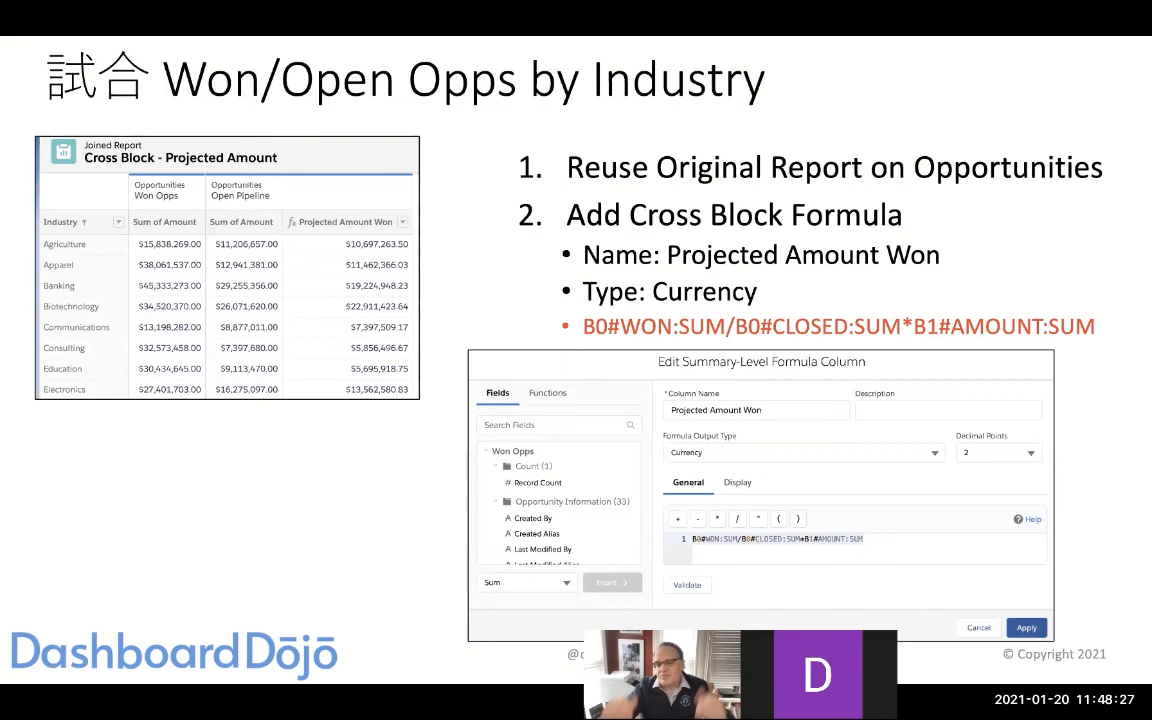 試合 Won/Open Opps by Industry
Joined Report
Cross Block - Projected Amount
Opportunities Opportunities
Won Opps Open Pipeline
Industry ↑ Sum of Amount Sum of Amount fx Projected Amount Won
Agriculture $15,838,269.00 $11,206,657.00 $10,697,263.50
Apparel $38,061,537.00 $12,941,381.00 $11,462,366.03
Banking $45,333,273.00 $29,255,356.00 $19,224,948.23
Biotechnology $34,520,370.00 $26,071,620.00 $22,911,423.64
Communications $13,198,282.00 $8,877,011.00 $7,397,509.17
Consulting $32,573,458.00 $7,397,680.00 $5,856,496.67
Education $30,434,645.00 $9,113,470.00 $5,695,918.75
Electronics $27,401,703.00 $16,275,097.00 $13,562,580.83
1. Reuse Original Report on Opportunities
2. Add Cross Block Formula
• Name: Projected Amount Won
• Type: Currency
• B0#WON:SUM/B0#CLOSED:SUM*B1#AMOUNT:SUM
Edit Summary-Level Formula Column
Fields Functions
Search Fields
Won Opps
Count (1)
# Record Count
Opportunity Information (33)
A Created By
A Created Alias
A Last Modified By
A Last Modified Alias
Sum Insert >
*Column Name Description
Projected Amount Won
Formula Output Type Decimal Points
Currency 2
General Display
+ - * / ^ ( ) Help
1 B0#WON:SUM/B0#CLOSED:SUM*B1#AMOUNT:SUM
Validate
Cancel Apply
DashboardDōjō
© Copyright 2021
D
2021-01-20 11:48:27